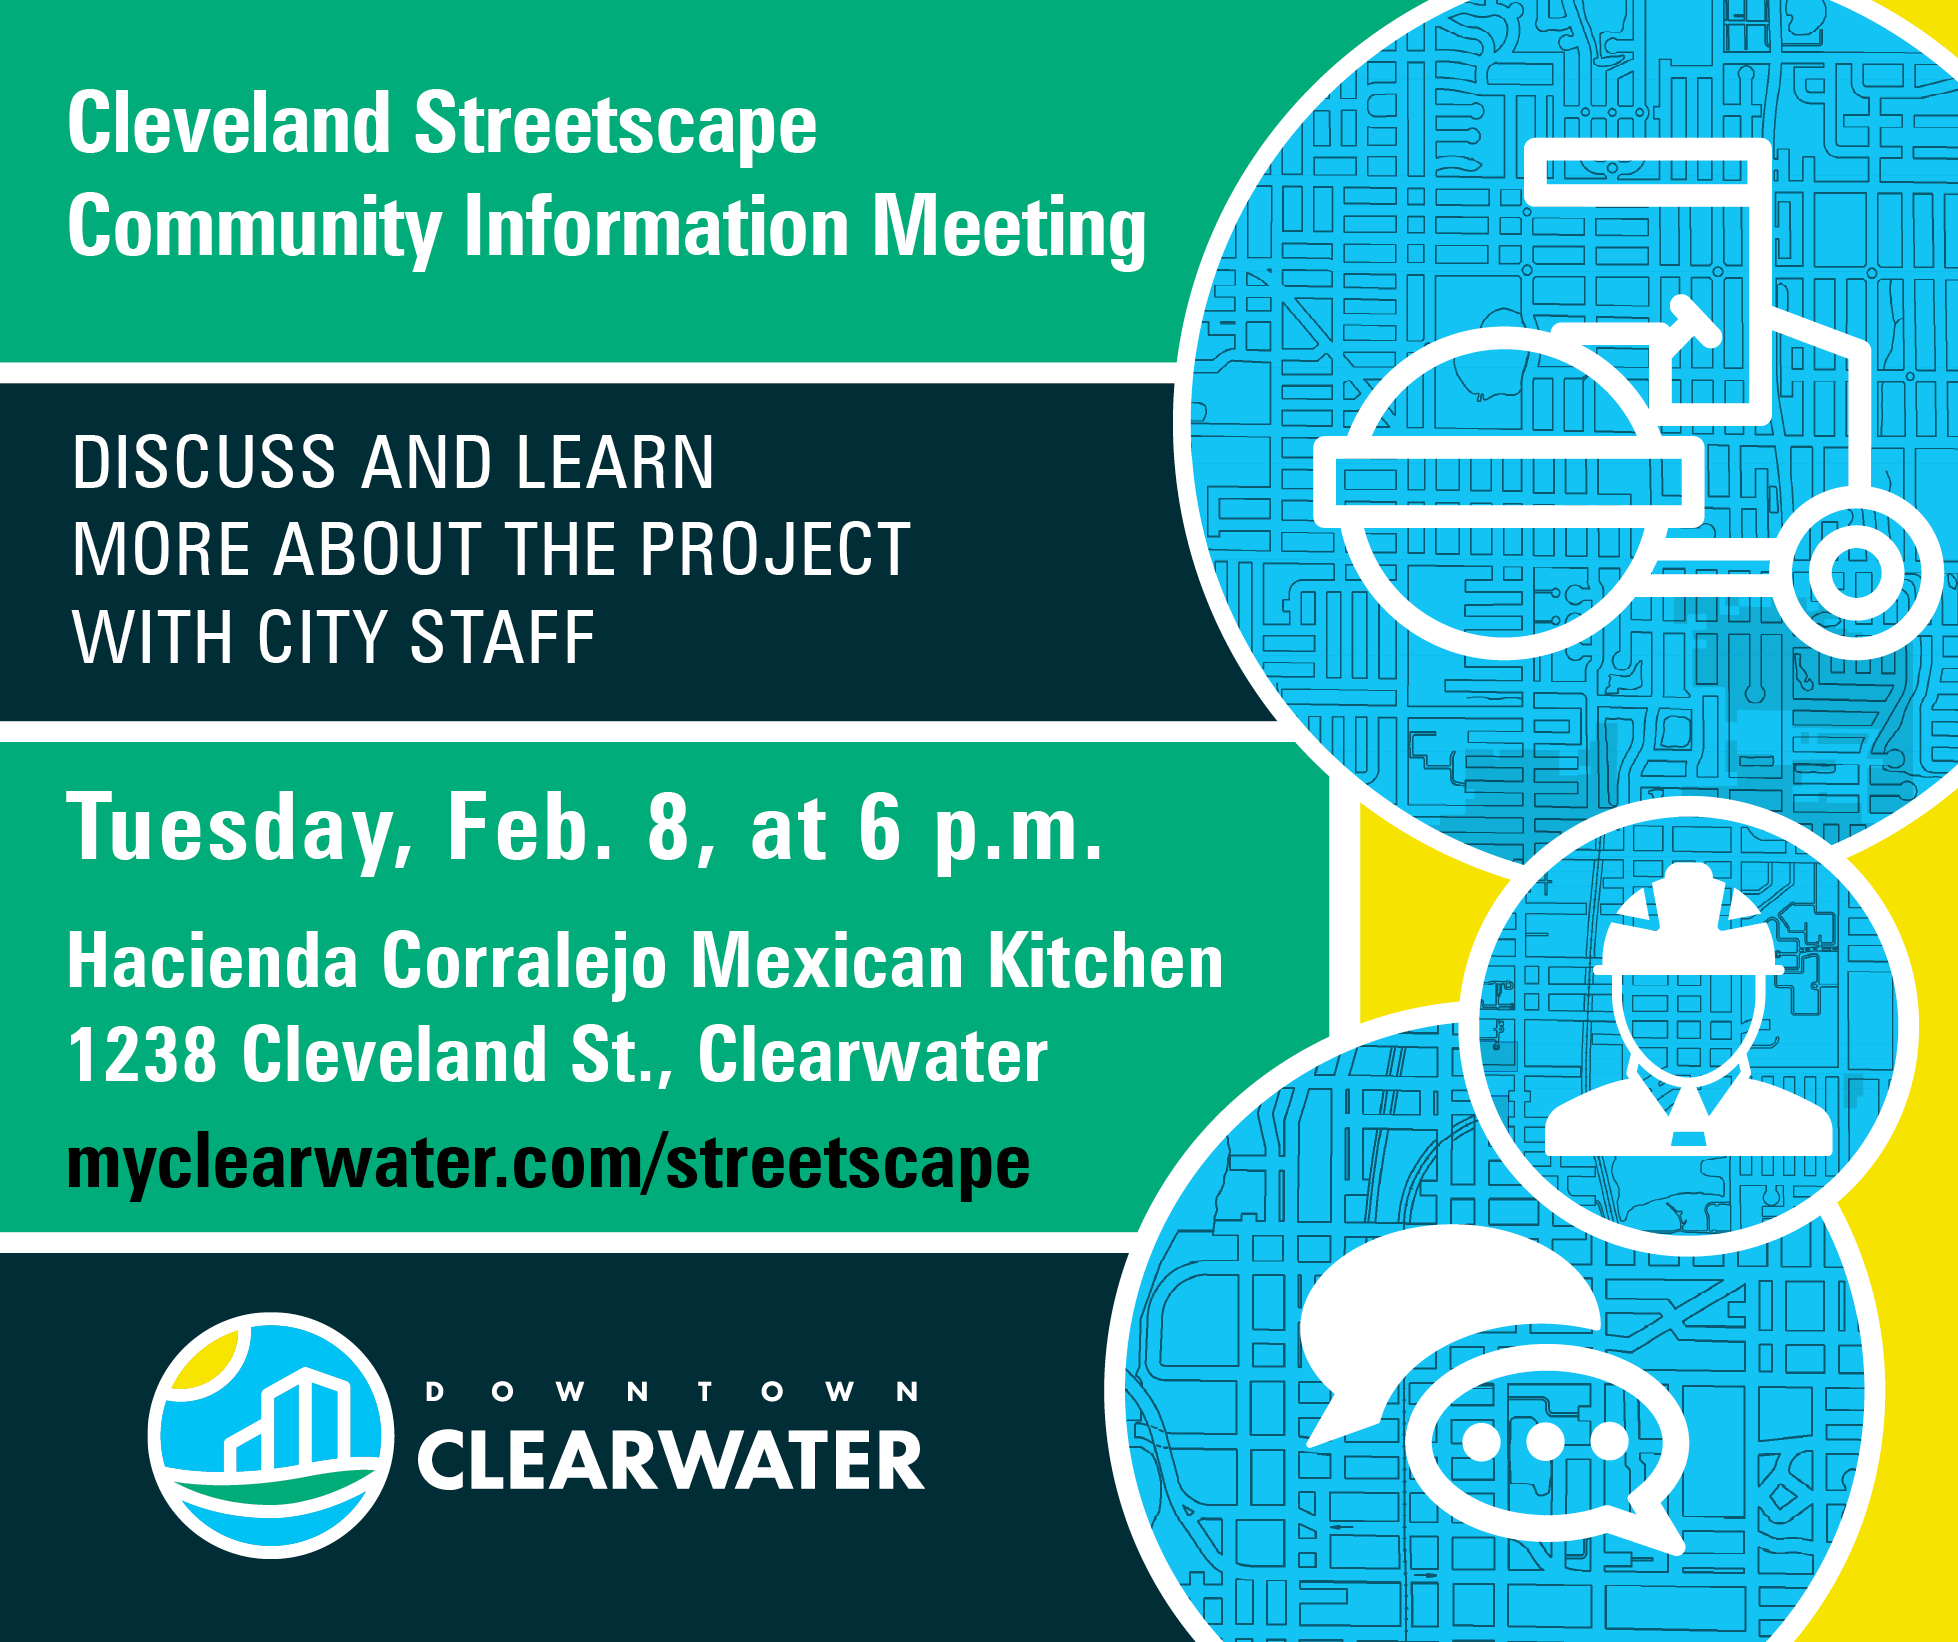 Cleveland Streetscape
Community Information Meeting
DISCUSS AND LEARN
MORE ABOUT THE PROJECT
WITH CITY STAFF
Tuesday, Feb. 8, at 6 p.m.
Hacienda Corralejo Mexican Kitchen
1238 Cleveland St., Clearwater
myclearwater.com/streetscape
DOWNTOWN
CLEARWATER